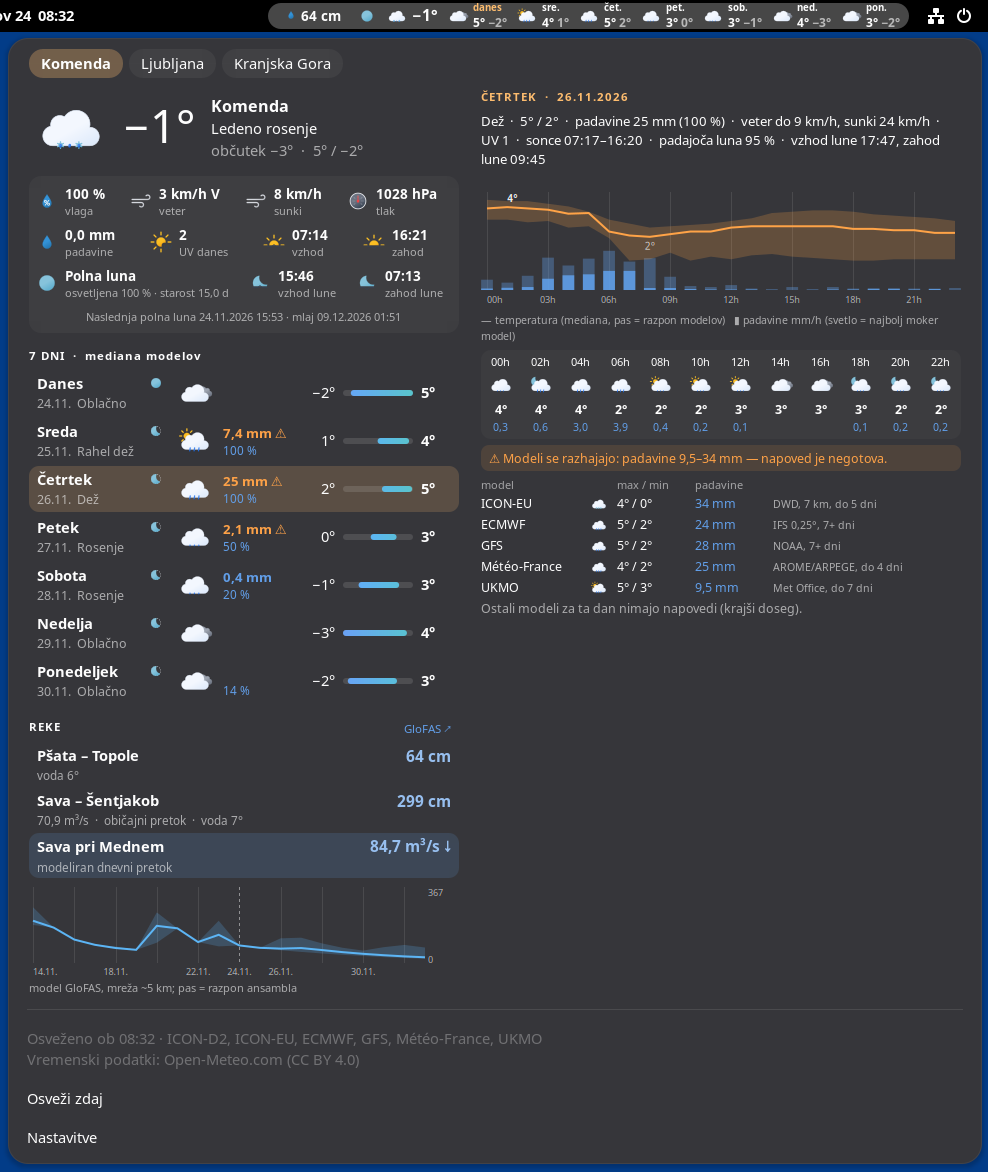 ov 24 08:32
64 cm
−1°
danes
5° −2°
sre.
4° 1°
čet.
5° 2°
pet.
3° 0°
sob.
3° −1°
ned.
4° −3°
pon.
3° −2°
Komenda
Ljubljana
Kranjska Gora
−1°
Komenda
Ledeno rosenje
občutek −3° · 5° / −2°
100 %
vlaga
3 km/h V
veter
8 km/h
sunki
1028 hPa
tlak
0,0 mm
padavine
2
UV danes
07:14
vzhod
16:21
zahod
Polna luna
osvetljena 100 % · starost 15,0 d
15:46
vzhod lune
07:13
zahod lune
Naslednja polna luna 24.11.2026 15:53 · mlaj 09.12.2026 01:51
7 DNI · mediana modelov
Danes
24.11. Oblačno
−2°
5°
Sreda
25.11. Rahel dež
7,4 mm ⚠
100 %
1°
4°
Četrtek
26.11. Dež
25 mm ⚠
100 %
2°
5°
Petek
27.11. Rosenje
2,1 mm ⚠
50 %
0°
3°
Sobota
28.11. Rosenje
0,4 mm
20 %
−1°
3°
Nedelja
29.11. Oblačno
−3°
4°
Ponedeljek
30.11. Oblačno
14 %
−2°
3°
REKE
GloFAS ↗
Pšata – Topole
64 cm
voda 6°
Sava – Šentjakob
299 cm
70,9 m³/s · običajni pretok · voda 7°
Sava pri Mednem
84,7 m³/s ↓
modeliran dnevni pretok
367
0
14.11. 18.11. 22.11. 24.11. 26.11. 30.11.
model GloFAS, mreža ~5 km; pas = razpon ansambla
ČETRTEK · 26.11.2026
Dež · 5° / 2° · padavine 25 mm (100 %) · veter do 9 km/h, sunki 24 km/h ·
UV 1 · sonce 07:17–16:20 · padajoča luna 95 % · vzhod lune 17:47, zahod
lune 09:45
4°
2°
00h 03h 06h 09h 12h 15h 18h 21h
— temperatura (mediana, pas = razpon modelov) ▮ padavine mm/h (svetlo = najbolj moker
model)
00h 02h 04h 06h 08h 10h 12h 14h 16h 18h 20h 22h
4° 4° 4° 2° 2° 2° 3° 3° 3° 3° 2° 2°
0,3 0,6 3,0 3,9 0,4 0,2 0,1 0,1 0,2 0,2
⚠ Modeli se razhajajo: padavine 9,5–34 mm — napoved je negotova.
model max / min padavine
ICON-EU 4° / 0° 34 mm DWD, 7 km, do 5 dni
ECMWF 5° / 2° 24 mm IFS 0,25°, 7+ dni
GFS 5° / 2° 28 mm NOAA, 7+ dni
Météo-France 4° / 2° 25 mm AROME/ARPEGE, do 4 dni
UKMO 5° / 3° 9,5 mm Met Office, do 7 dni
Ostali modeli za ta dan nimajo napovedi (krajši doseg).
Osveženo ob 08:32 · ICON-D2, ICON-EU, ECMWF, GFS, Météo-France, UKMO
Vremenski podatki: Open-Meteo.com (CC BY 4.0)
Osveži zdaj
Nastavitve